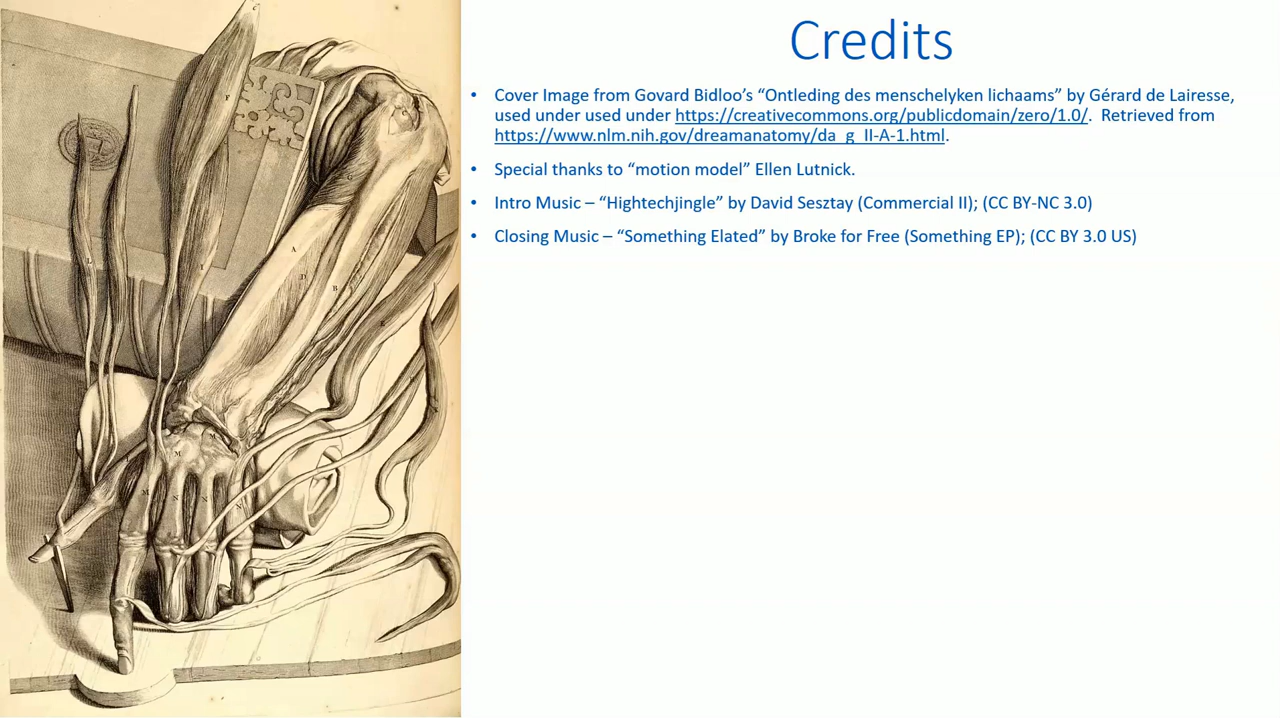 Credits
• Cover Image from Govard Bidloo's “Ontleding des menschelyken lichaams” by Gérard de Lairesse,
used under used under https://creativecommons.org/publicdomain/zero/1.0/. Retrieved from
https://www.nlm.nih.gov/dreamanatomy/da_g_II-A-1.html.
• Special thanks to “motion model” Ellen Lutnick.
• Intro Music – “Hightechjingle” by David Sesztay (Commercial II); (CC BY-NC 3.0)
• Closing Music – “Something Elated” by Broke for Free (Something EP); (CC BY 3.0 US)
C
F
L
I
A
D
B
E
M
M
N
N
N